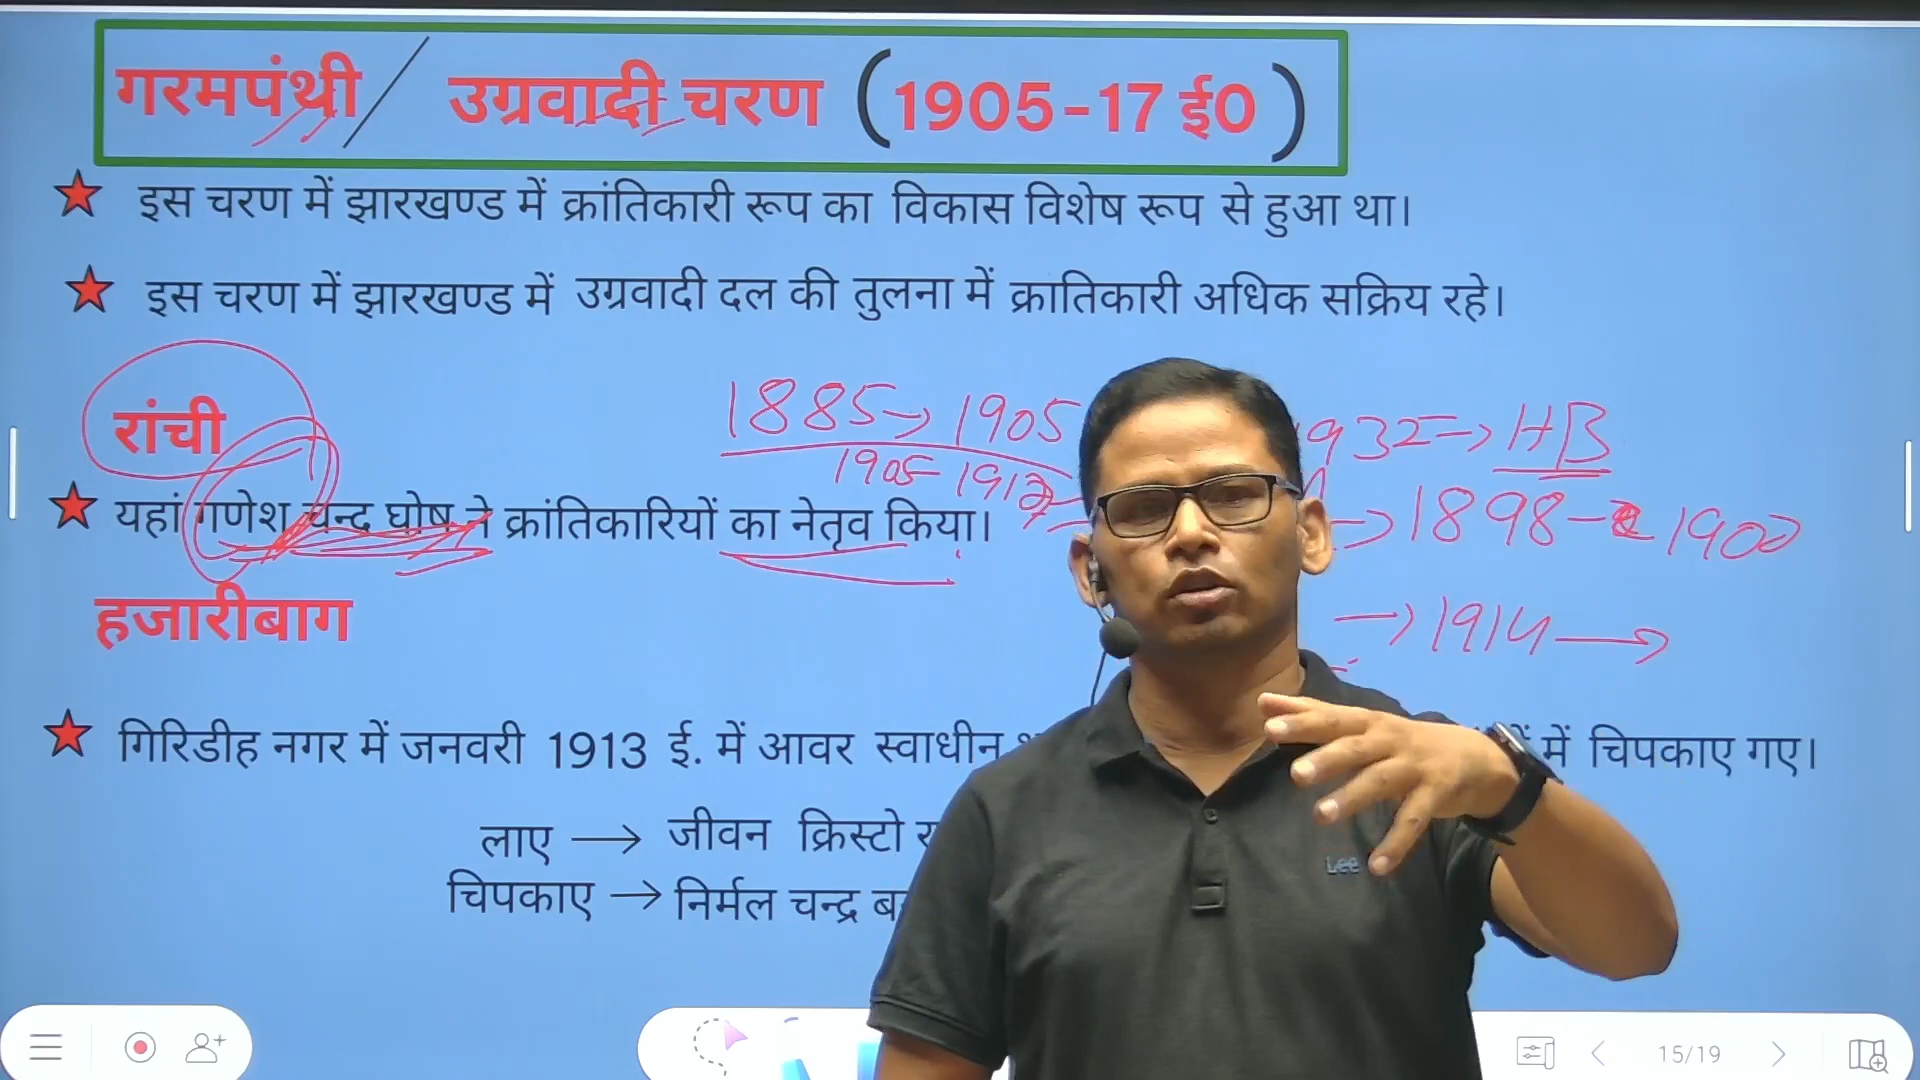 गरमपंथी / उग्रवादी चरण (1905-17 ई0)
★ इस चरण में झारखण्ड में क्रांतिकारी रूप का विकास विशेष रूप से हुआ था।
★ इस चरण में झारखण्ड में उग्रवादी दल की तुलना में क्रातिकारी अधिक सक्रिय रहे।
1885→ 1905
1932 → HB
रांची
1905-1917
★ यहां गणेश चन्द्र घोष ने क्रांतिकारियों का नेतृव किया।
→ 1898- 1900
हजारीबाग
→ 1914 →
★ गिरिडीह नगर में जनवरी 1913 ई. में आवर स्वाधीन में चिपकाए गए।
लाए → जीवन क्रिस्टो
चिपकाए → निर्मल चन्द्र
Lee
15/19